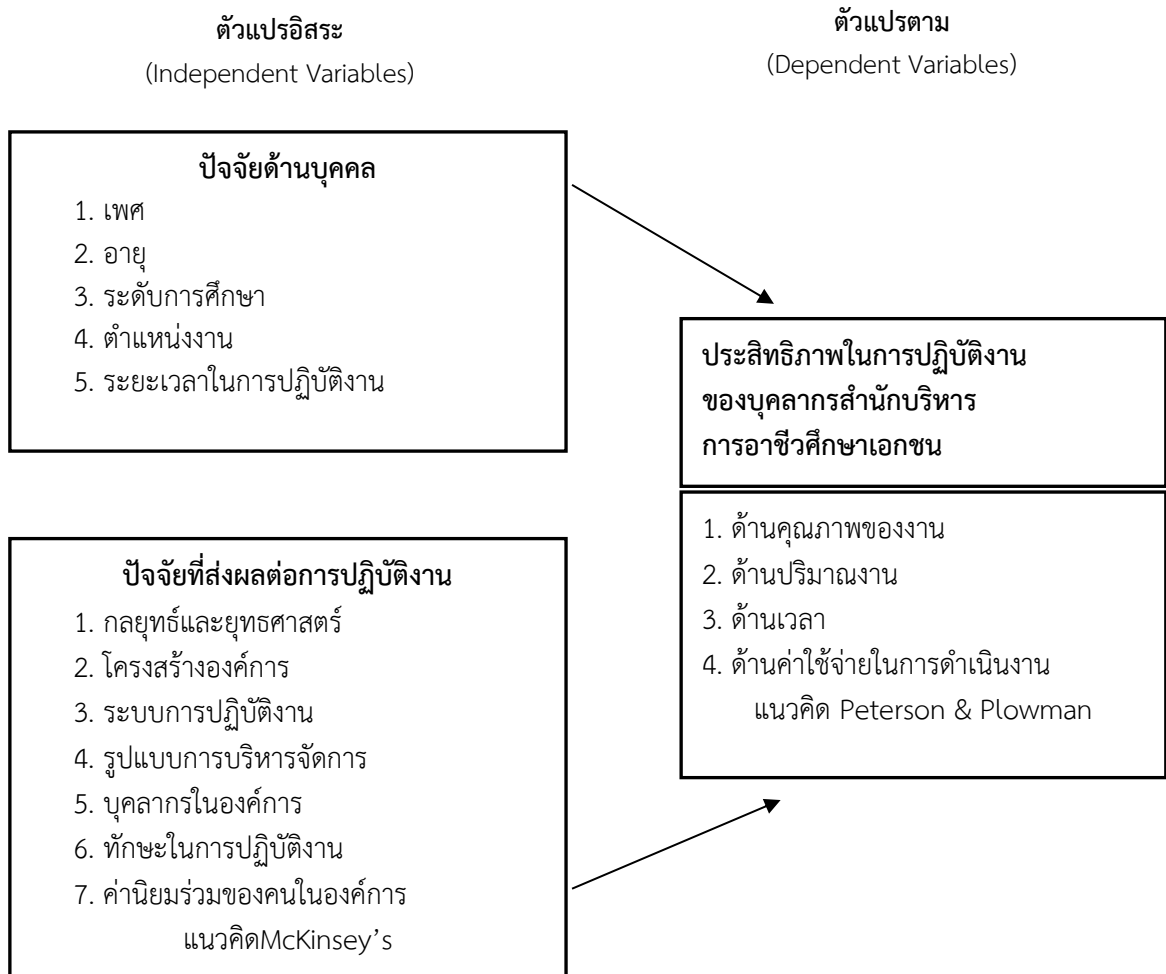 ตัวแปรอิสระ
(Independent Variables)
ตัวแปรตาม
(Dependent Variables)
ปัจจัยด้านบุคคล
1. เพศ
2. อายุ
3. ระดับการศึกษา
4. ตำแหน่งงาน
5. ระยะเวลาในการปฏิบัติงาน
ปัจจัยที่ส่งผลต่อการปฏิบัติงาน
1. กลยุทธ์และยุทธศาสตร์
2. โครงสร้างองค์การ
3. ระบบการปฏิบัติงาน
4. รูปแบบการบริหารจัดการ
5. บุคลากรในองค์การ
6. ทักษะในการปฏิบัติงาน
7. ค่านิยมร่วมของคนในองค์การ
แนวคิดMcKinsey’s
ประสิทธิภาพในการปฏิบัติงาน
ของบุคลากรสำนักบริหาร
การอาชีวศึกษาเอกชน
1. ด้านคุณภาพของงาน
2. ด้านปริมาณงาน
3. ด้านเวลา
4. ด้านค่าใช้จ่ายในการดำเนินงาน
แนวคิด Peterson & Plowman